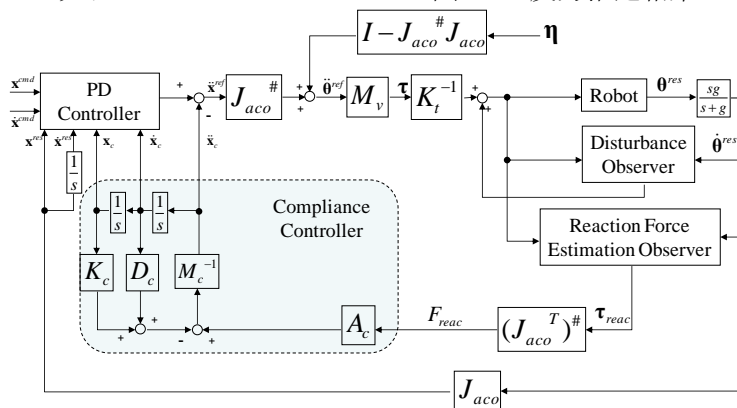 I − J_aco^# J_aco
η
x^cmd
ẋ^cmd
x^res
ẋ^res
PD
Controller
x_c
ẋ_c
+
-
ẍ^ref
ẍ_c
J_aco^#
+
+
θ̈^ref
M_v
τ
K_t^-1
+
+
Robot
θ^res
sg
s + g
Disturbance
Observer
θ̇^res
Reaction Force
Estimation Observer
1
s
1
s
1
s
Compliance
Controller
K_c
D_c
M_c^-1
+
+
-
+
A_c
F_reac
(J_aco^T)^#
τ_reac
J_aco